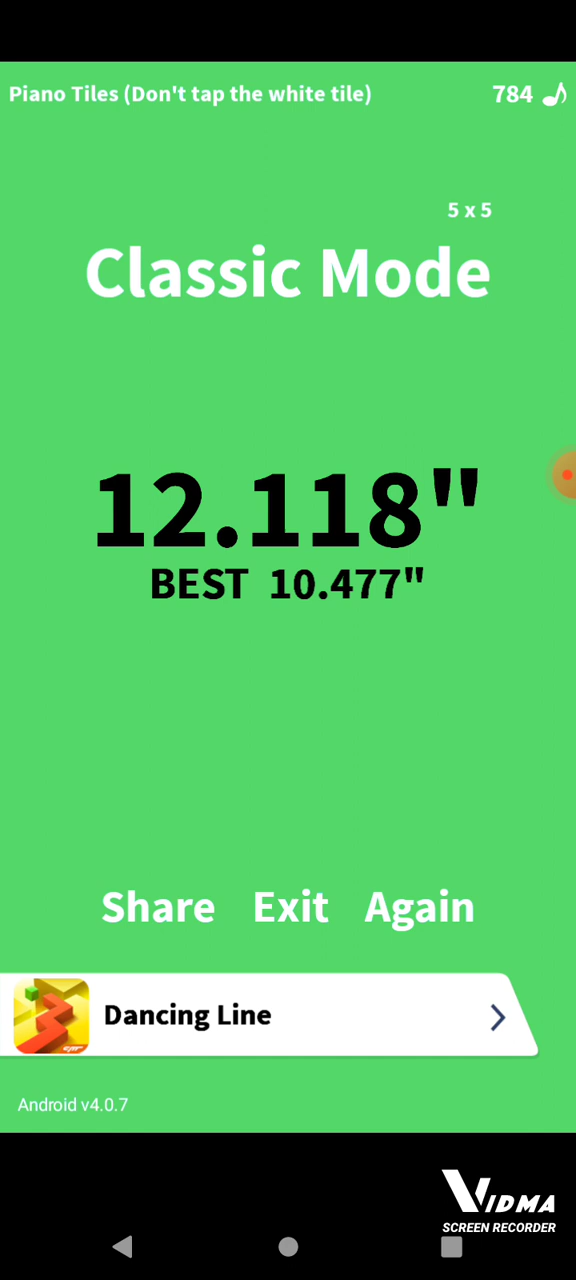 Piano Tiles (Don't tap the white tile) 784
5 x 5
Classic Mode
12.118"
BEST 10.477"
Share Exit Again
Dancing Line
Android v4.0.7
VIDMA
SCREEN RECORDER